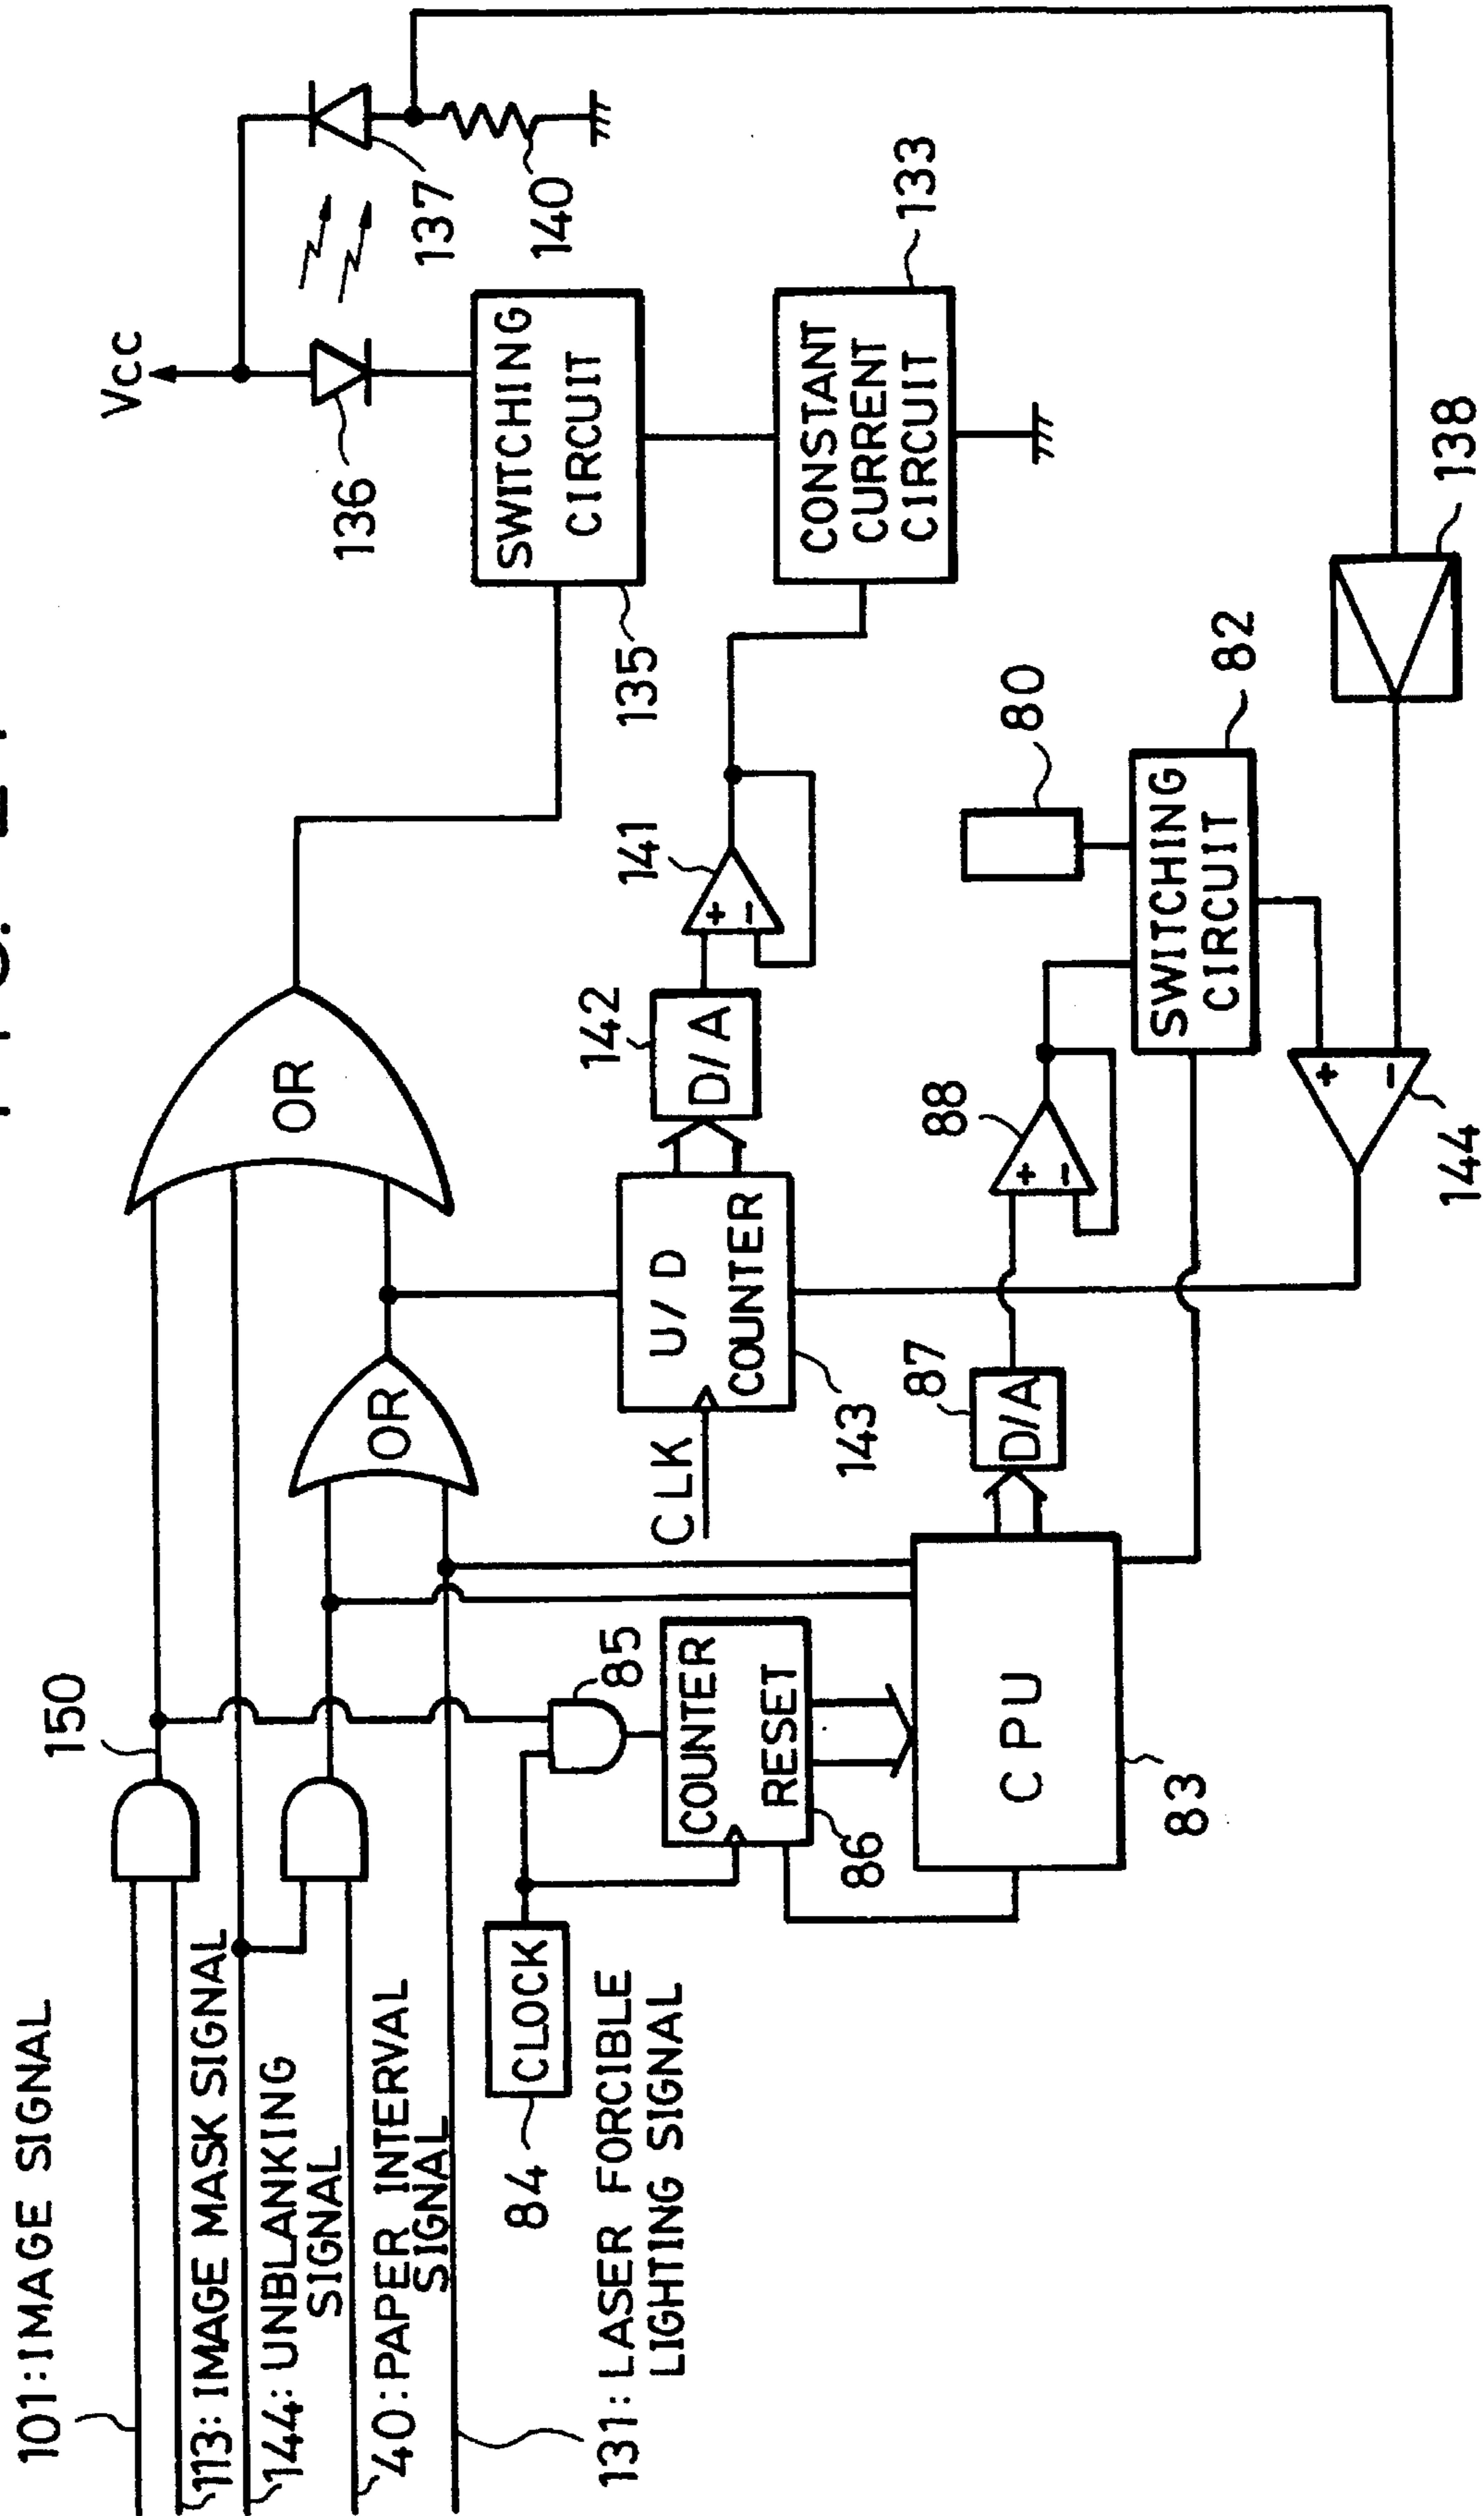 101:IMAGE SIGNAL
113:IMAGE MASK SIGNAL
144:UNBLANKING
SIGNAL
40:PAPER INTERVAL
SIGNAL
131:LASER FORCIBLE
LIGHTING SIGNAL
150
OR
OR
Vcc
136
137
140
SWITCHING
CIRCUIT
135
CONSTANT
CURRENT
CIRCUIT
133
84
CLOCK
85
COUNTER
RESET
86
CPU
83
CLK
U/D
COUNTER
143
142
D/A
141
+
-
87
D/A
88
+
-
80
SWITCHING
CIRCUIT
82
+
-
144
138